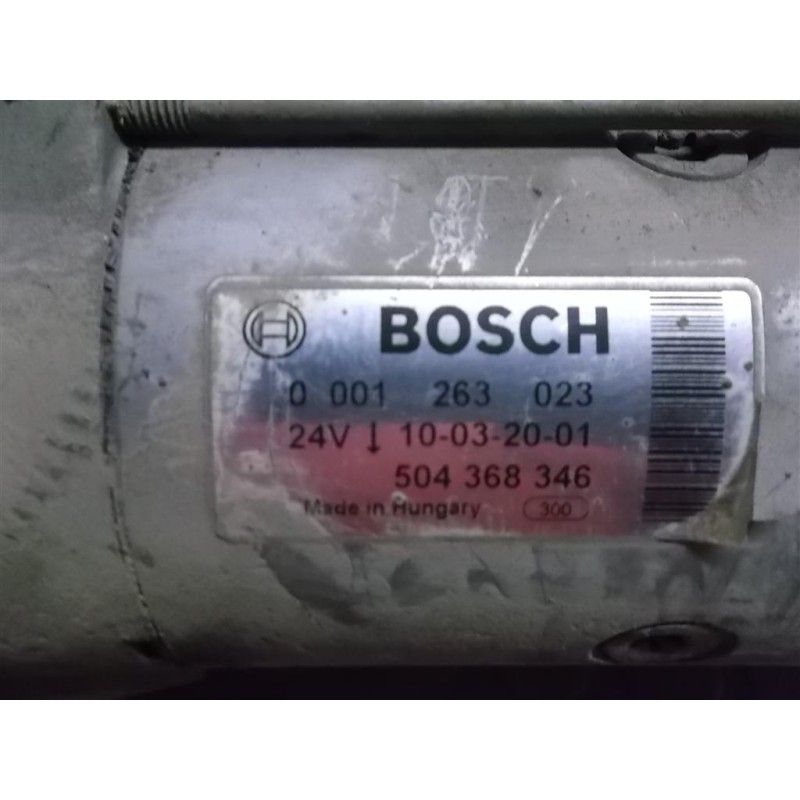 BOSCH
0 001 263 023
24V ↓ 10-03-20-01
504 368 346
Made in Hungary 300